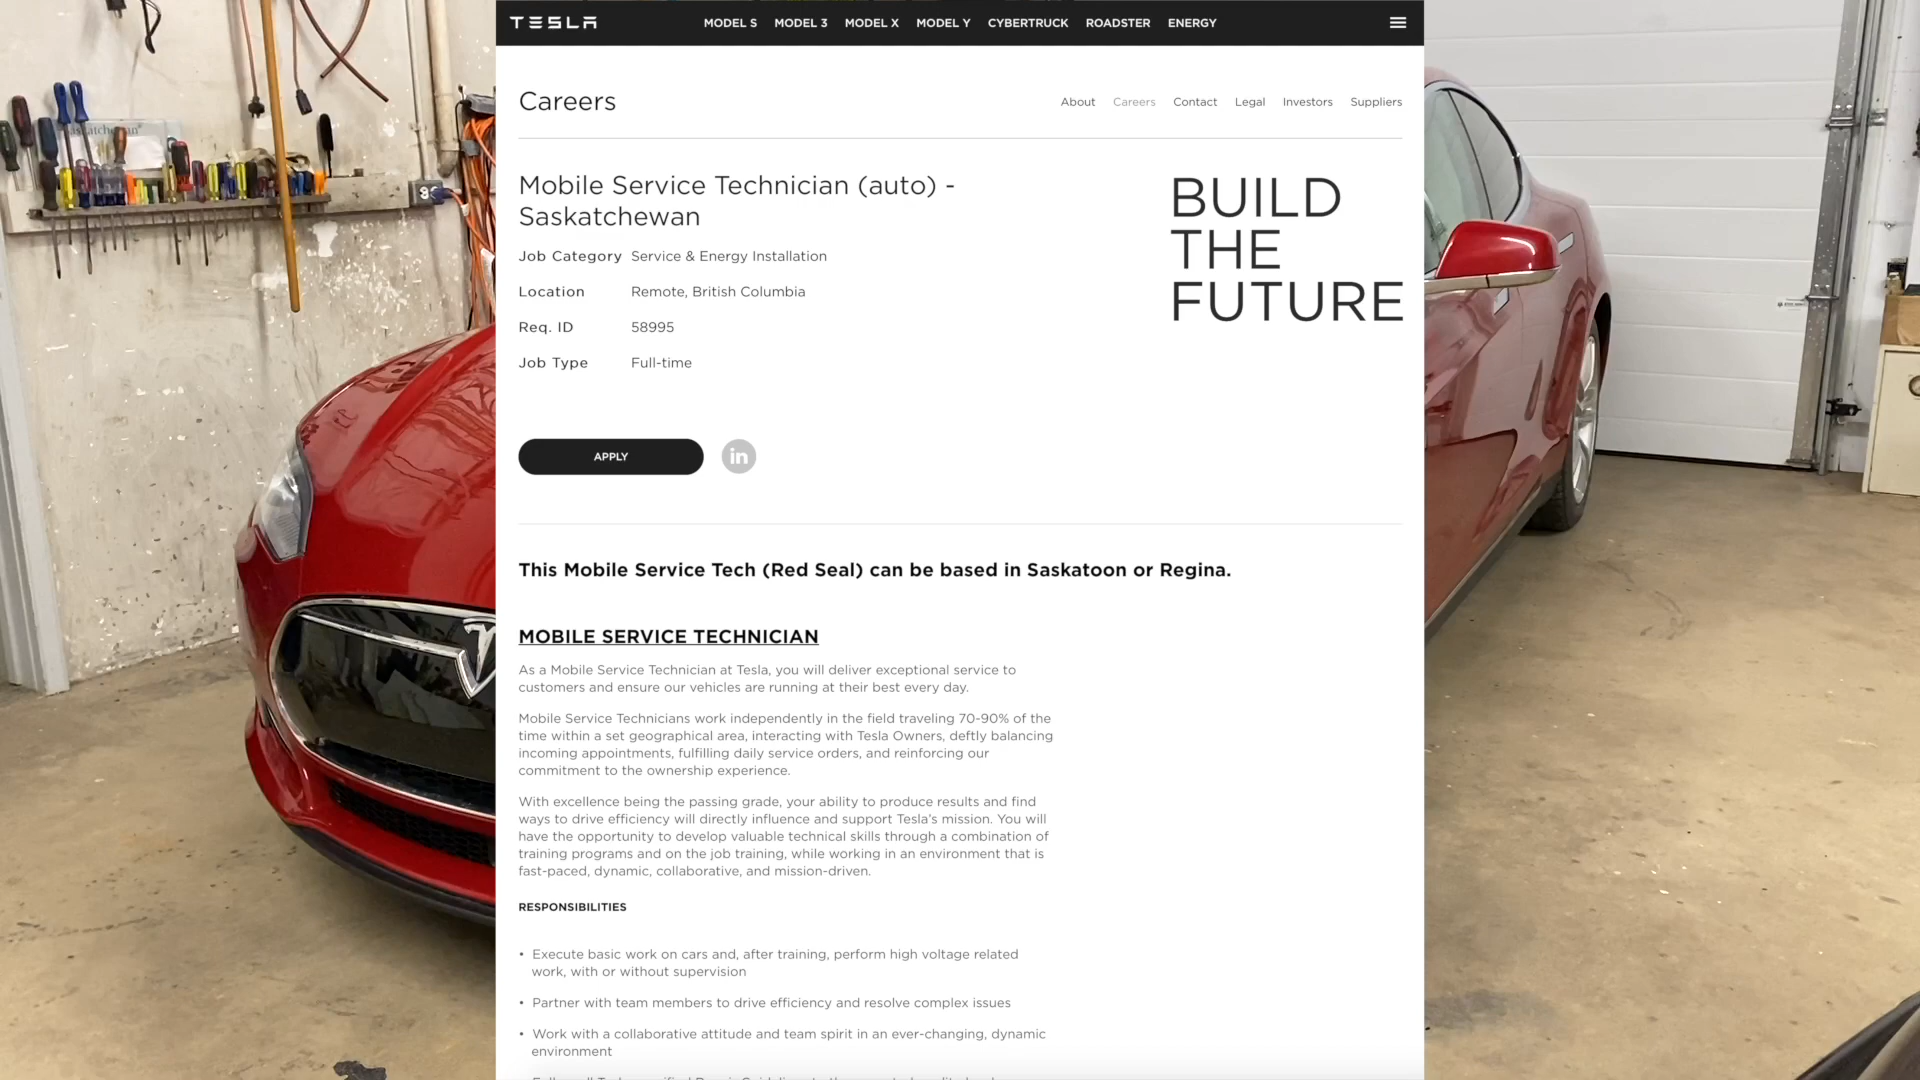 TESLA
MODEL S MODEL 3 MODEL X MODEL Y CYBERTRUCK ROADSTER ENERGY
Careers
About Careers Contact Legal Investors Suppliers
Mobile Service Technician (auto) -
Saskatchewan
Job Category Service & Energy Installation
Location Remote, British Columbia
Req. ID 58995
Job Type Full-time
BUILD
THE
FUTURE
APPLY
in
This Mobile Service Tech (Red Seal) can be based in Saskatoon or Regina.
MOBILE SERVICE TECHNICIAN
As a Mobile Service Technician at Tesla, you will deliver exceptional service to
customers and ensure our vehicles are running at their best every day.
Mobile Service Technicians work independently in the field traveling 70-90% of the
time within a set geographical area, interacting with Tesla Owners, deftly balancing
incoming appointments, fulfilling daily service orders, and reinforcing our
commitment to the ownership experience.
With excellence being the passing grade, your ability to produce results and find
ways to drive efficiency will directly influence and support Tesla's mission. You will
have the opportunity to develop valuable technical skills through a combination of
training programs and on the job training, while working in an environment that is
fast-paced, dynamic, collaborative, and mission-driven.
RESPONSIBILITIES
• Execute basic work on cars and, after training, perform high voltage related
work, with or without supervision
• Partner with team members to drive efficiency and resolve complex issues
• Work with a collaborative attitude and team spirit in an ever-changing, dynamic
environment